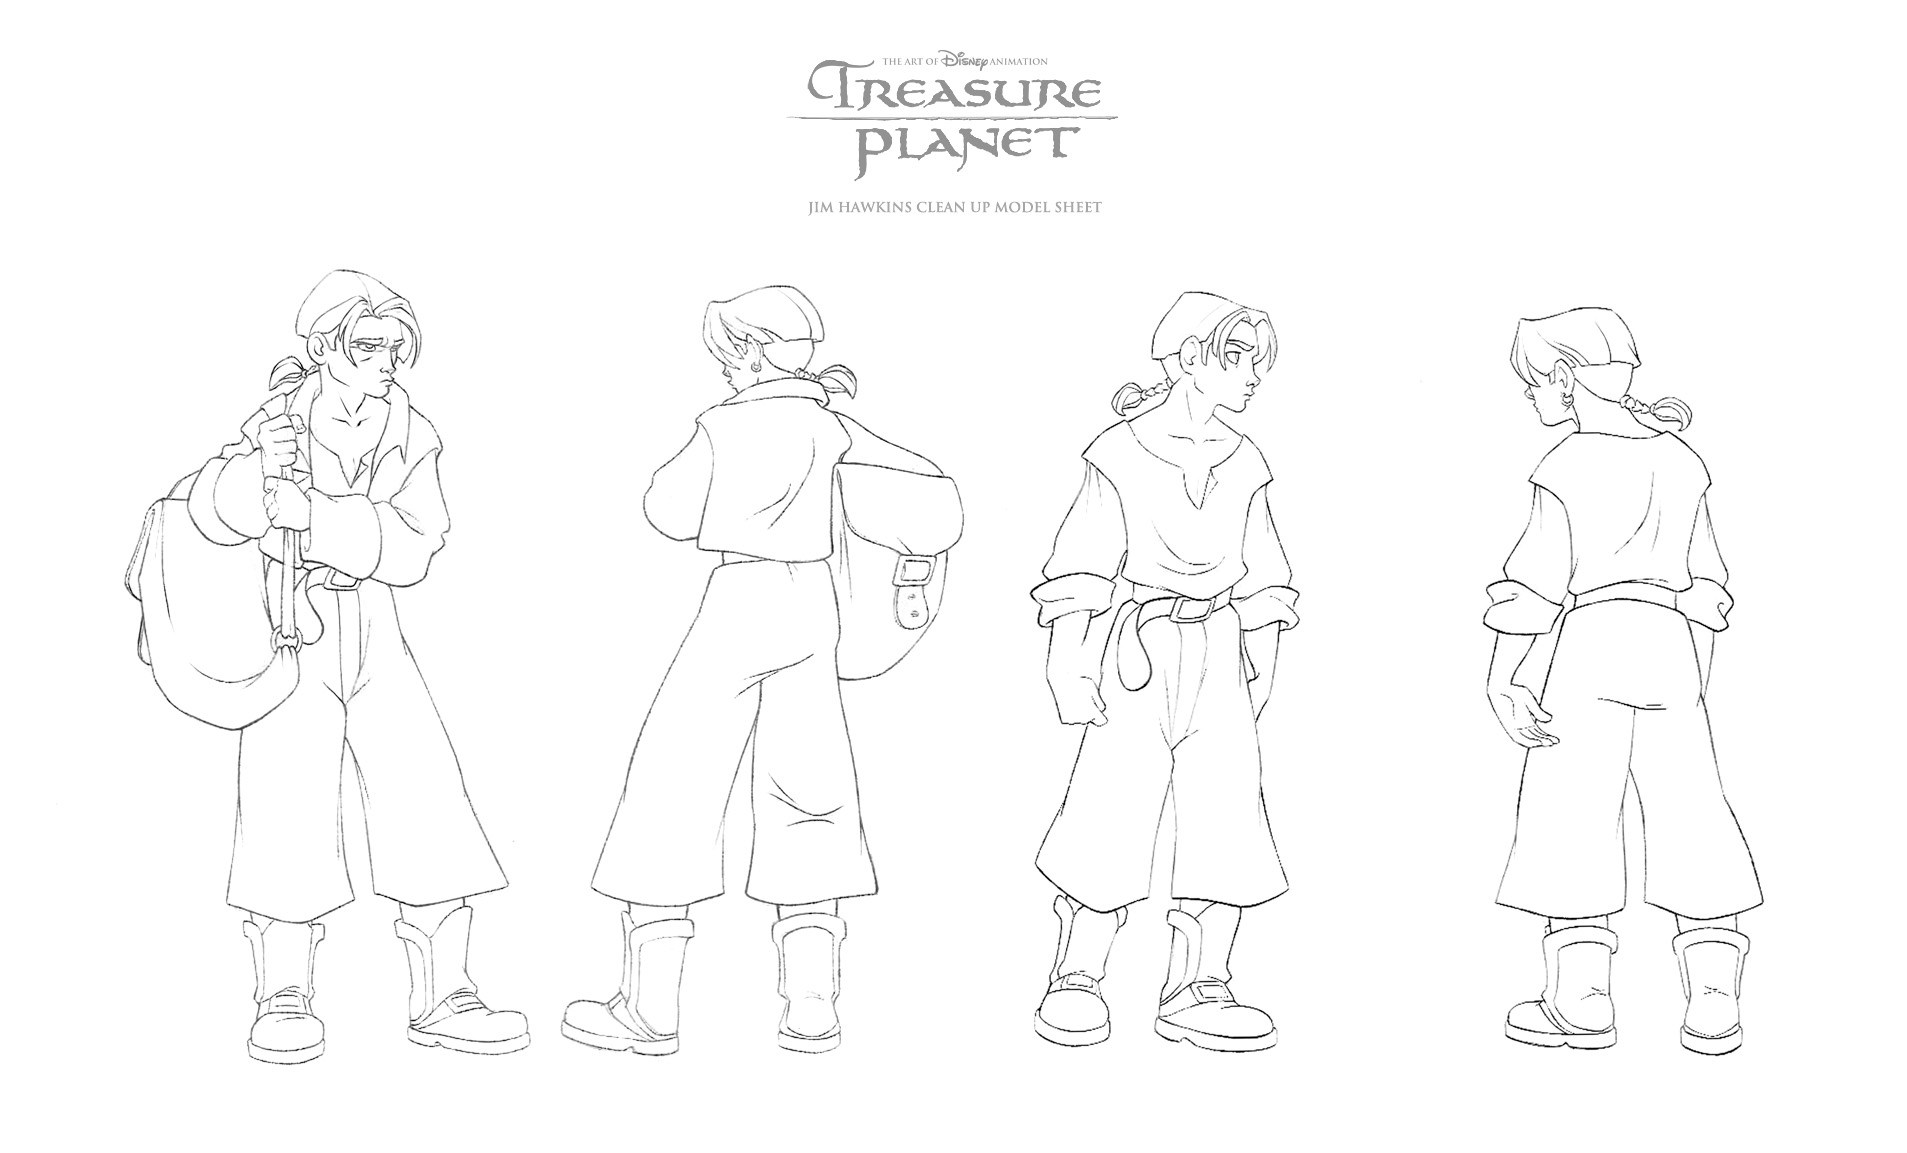 THE ART OF DISNEY ANIMATION
TREASURE
PLANET
JIM HAWKINS CLEAN UP MODEL SHEET